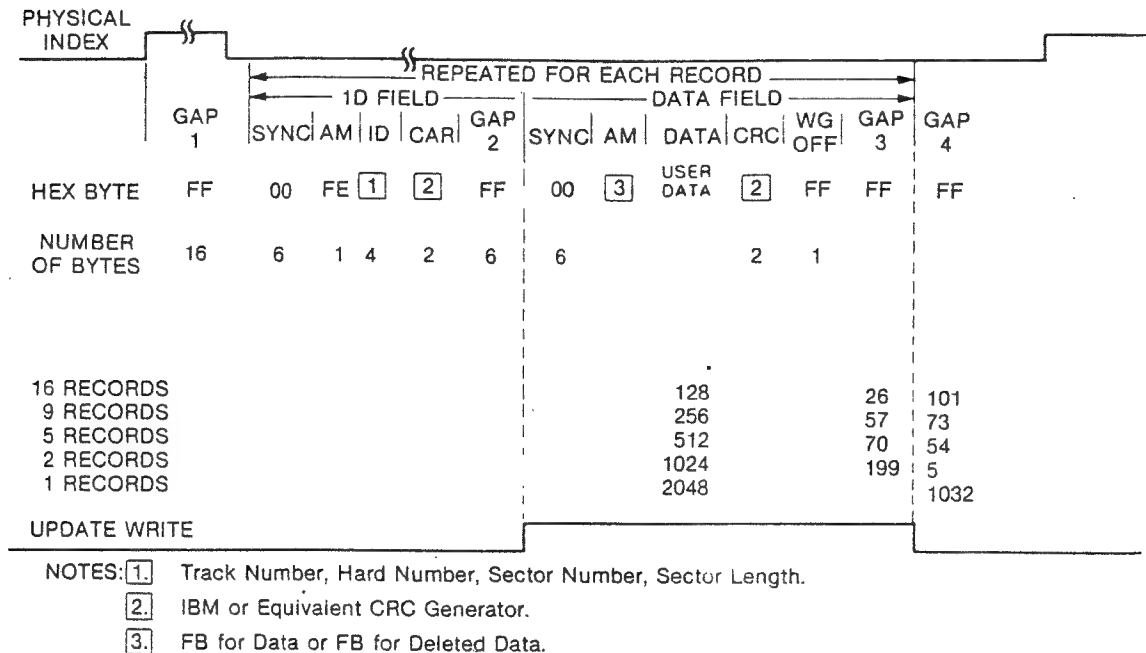 PHYSICAL
INDEX
REPEATED FOR EACH RECORD
1D FIELD DATA FIELD
GAP 1 SYNC AM ID CAR GAP 2 SYNC AM DATA CRC WG OFF GAP 3 GAP 4
HEX BYTE FF 00 FE 1 2 FF 00 3 USER DATA 2 FF FF FF
NUMBER
OF BYTES 16 6 1 4 2 6 6 2 1
16 RECORDS 128 26 101
9 RECORDS 256 57 73
5 RECORDS 512 70 54
2 RECORDS 1024 199 5
1 RECORDS 2048 1032
UPDATE WRITE
NOTES: 1. Track Number, Hard Number, Sector Number, Sector Length.
2. IBM or Equivalent CRC Generator.
3. FB for Data or FB for Deleted Data.